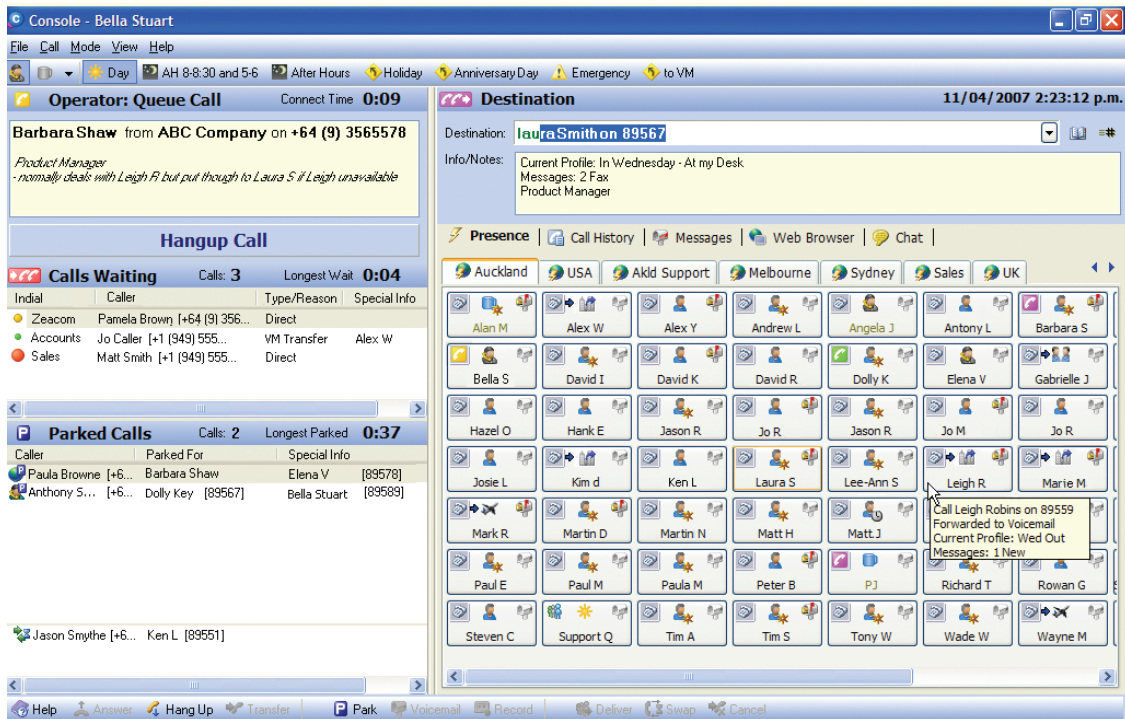 Console - Bella Stuart
File Call Mode View Help
Day AH 8-8:30 and 5-6 After Hours Holiday Anniversary Day Emergency to VM
Operator: Queue Call Connect Time 0:09
Barbara Shaw from ABC Company on +64 (9) 3565578
Product Manager
- normally deals with Leigh R but put though to Laura S if Leigh unavailable
Hangup Call
Calls Waiting Calls: 3 Longest Wait 0:04
Indial Caller Type/Reason Special Info
Zeacom Pamela Brown [+64 (9) 356... Direct
Accounts Jo Caller [+1 (949) 555... VM Transfer Alex W
Sales Matt Smith [+1 (949) 555... Direct
Parked Calls Calls: 2 Longest Parked 0:37
Caller Parked For Special Info
Paula Browne [+6... Barbara Shaw Elena V [89578]
Anthony S... [+6... Dolly Key [89567] Bella Stuart [89589]
Jason Smythe [+6... Ken L [89551]
Destination 11/04/2007 2:23:12 p.m.
Destination: laura Smith on 89567
Info/Notes: Current Profile: In Wednesday - At my Desk
Messages: 2 Fax
Product Manager
Presence Call History Messages Web Browser Chat
Auckland USA Akld Support Melbourne Sydney Sales UK
Alan M Alex W Alex Y Andrew L Angela J Antony L Barbara S
Bella S David I David K David R Dolly K Elena V Gabrielle J
Hazel O Hank E Jason R Jo R Jason R Jo M Jo R
Josie L Kim d Ken L Laura S Lee-Ann S Leigh R Marie M
Mark R Martin D Martin N Matt H Matt J
Call Leigh Robins on 89559
Forwarded to Voicemail
Current Profile: Wed Out
Messages: 1 New
Paul E Paul M Paula M Peter B PJ Richard T Rowan G
Steven C Support Q Tim A Tim S Tony W Wade W Wayne M
Help Answer Hang Up Transfer Park Voicemail Record Deliver Swap Cancel